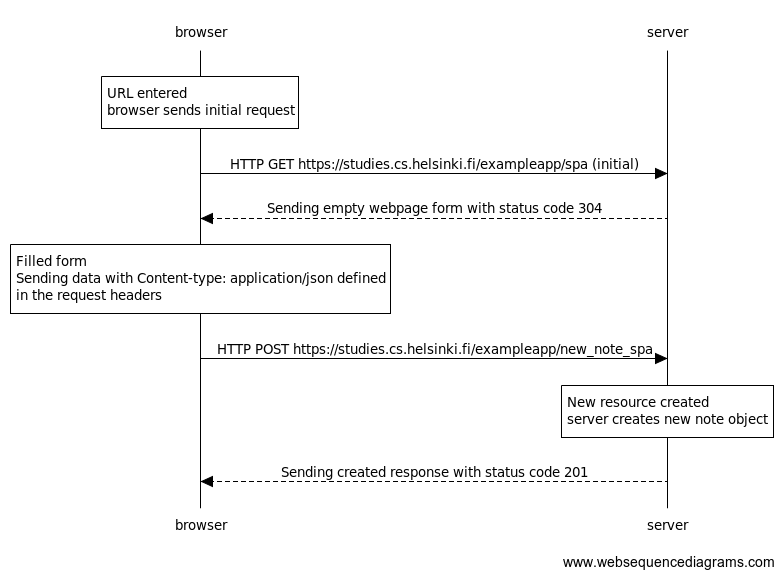 browser server
URL entered
browser sends initial request
HTTP GET https://studies.cs.helsinki.fi/exampleapp/spa (initial)
Sending empty webpage form with status code 304
Filled form
Sending data with Content-type: application/json defined
in the request headers
HTTP POST https://studies.cs.helsinki.fi/exampleapp/new_note_spa
New resource created
server creates new note object
Sending created response with status code 201
browser server
www.websequencediagrams.com